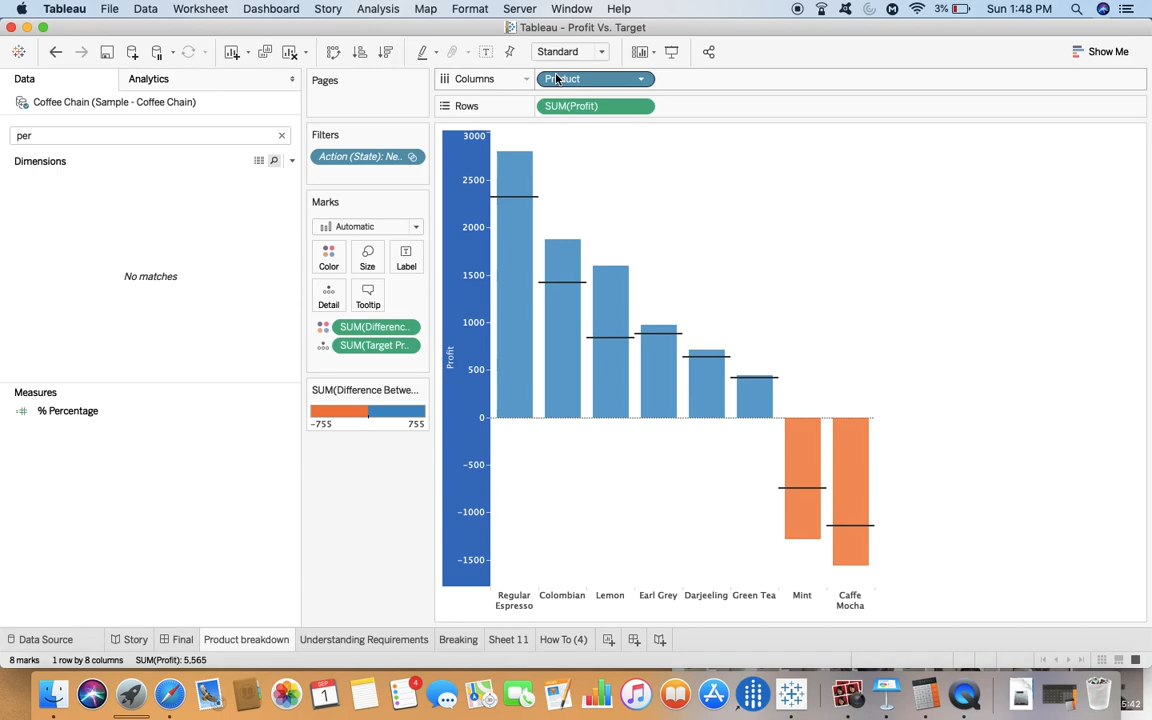 Tableau File Data Worksheet Dashboard Story Analysis Map Format Server Window Help 3% Sun 1:48 PM
Tableau - Profit Vs. Target
Standard Show Me
Data Analytics Pages Columns Product
Coffee Chain (Sample - Coffee Chain) Rows SUM(Profit)
per
Filters
Action (State): Ne..
Dimensions
No matches
Measures
% Percentage
Marks
Automatic
Color Size Label
Detail Tooltip
SUM(Differenc..
SUM(Target Pr..
SUM(Difference Betwe...
-755 755
Profit
3000
2500
2000
1500
1000
500
0
-500
-1000
-1500
Regular Espresso Colombian Lemon Earl Grey Darjeeling Green Tea Mint Caffe Mocha
Data Source Story Final Product breakdown Understanding Requirements Breaking Sheet 11 How To (4)
8 marks 1 row by 8 columns SUM(Profit): 5,565
SEP 1 4
5:42